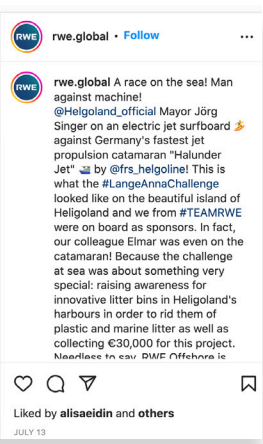 RWE rwe.global • Follow
RWE rwe.global A race on the sea! Man
against machine!
@Helgoland_official Mayor Jörg
Singer on an electric jet surfboard 🏄
against Germany's fastest jet
propulsion catamaran "Halunder
Jet" 🛥️ by @frs_helgoline! This is
what the #LangeAnnaChallenge
looked like on the beautiful island of
Heligoland and we from #TEAMRWE
were on board as sponsors. In fact,
our colleague Elmar was even on the
catamaran! Because the challenge
at sea was about something very
special: raising awareness for
innovative litter bins in Heligoland's
harbours in order to rid them of
plastic and marine litter as well as
collecting €30,000 for this project.
Needless to say, RWE Offshore is
Liked by alisaeidin and others
JULY 13